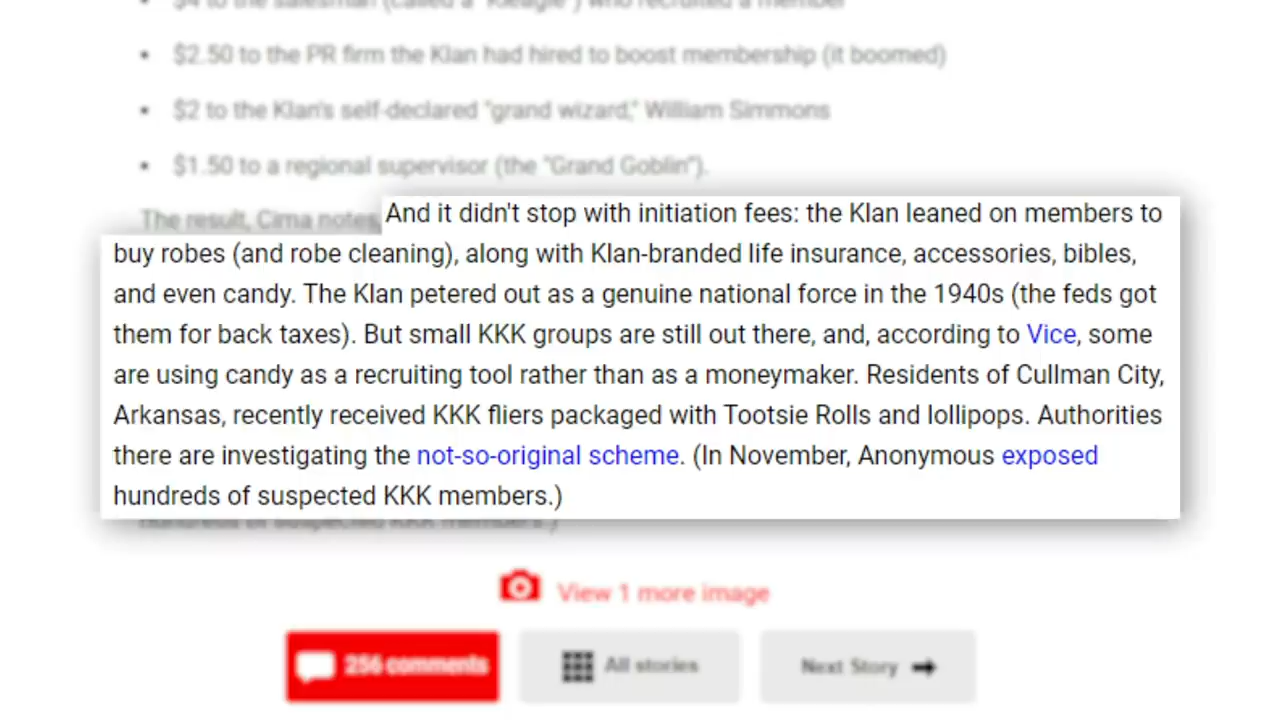 $4 to the salesman (called a "Kleagle") who recruited a member
• $2.50 to the PR firm the Klan had hired to boost membership (it boomed)
• $2 to the Klan's self-declared "grand wizard," William Simmons
• $1.50 to a regional supervisor (the "Grand Goblin").
The result, Cima notes, And it didn't stop with initiation fees: the Klan leaned on members to
buy robes (and robe cleaning), along with Klan-branded life insurance, accessories, bibles,
and even candy. The Klan petered out as a genuine national force in the 1940s (the feds got
them for back taxes). But small KKK groups are still out there, and, according to Vice, some
are using candy as a recruiting tool rather than as a moneymaker. Residents of Cullman City,
Arkansas, recently received KKK fliers packaged with Tootsie Rolls and lollipops. Authorities
there are investigating the not-so-original scheme. (In November, Anonymous exposed
hundreds of suspected KKK members.)
hundreds of suspected KKK members.)
View 1 more image
256 comments
All stories
Next Story